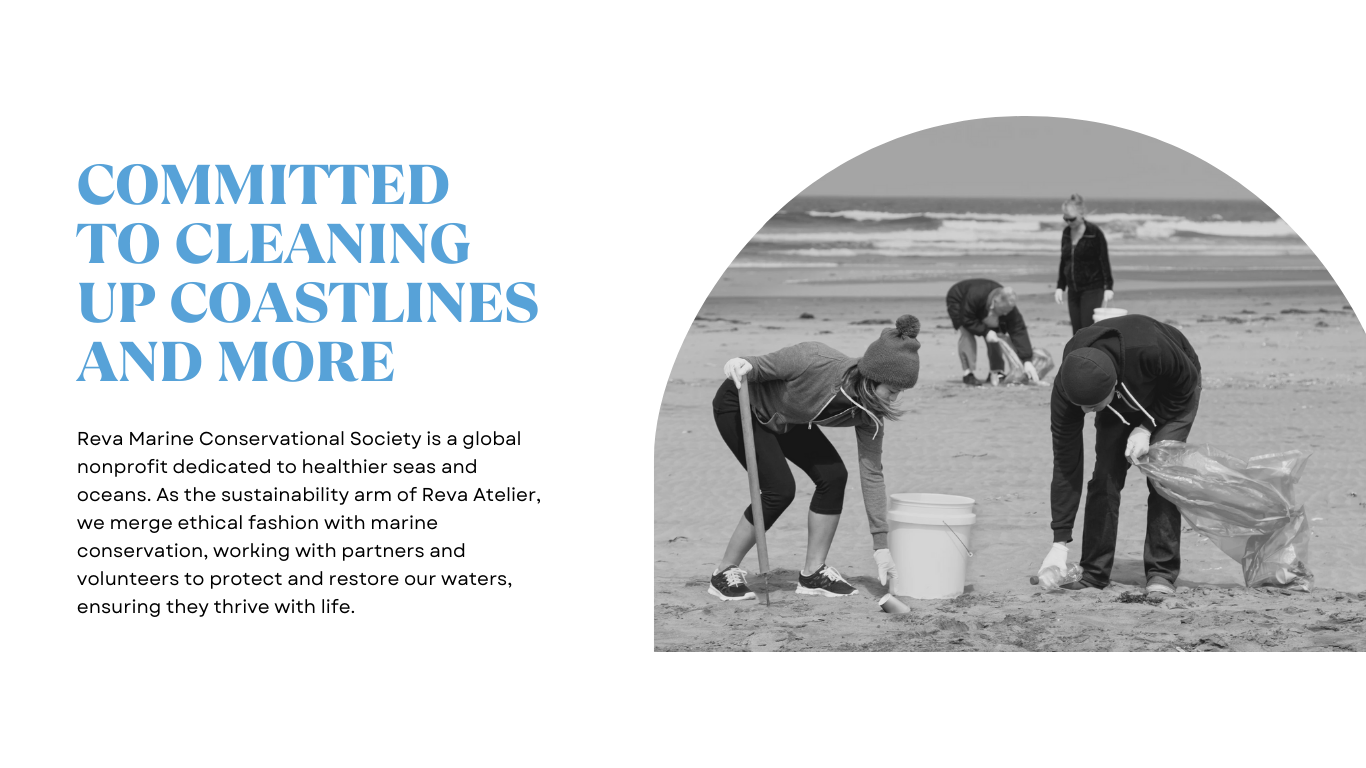 COMMITTED
TO CLEANING
UP COASTLINES
AND MORE
Reva Marine Conservational Society is a global
nonprofit dedicated to healthier seas and
oceans. As the sustainability arm of Reva Atelier,
we merge ethical fashion with marine
conservation, working with partners and
volunteers to protect and restore our waters,
ensuring they thrive with life.